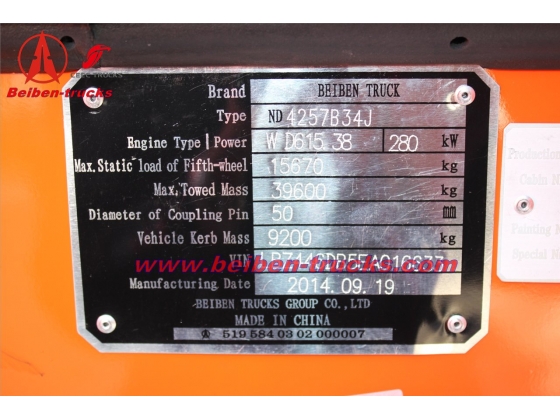 Beiben-trucks
Brand BEIBEN TRUCK
Type ND 4257B34J
Engine Type | Power WD615.38 280 kW
Max. Static load of Fifth-wheel 15670 kg
Max. Towed Mass 39600 kg
Diameter of Coupling Pin 50 mm
Vehicle Kerb Mass 9200 kg
VIN
www.beiben-trucks.com
Manufacturing Date 2014.09.19
BEIBEN TRUCKS GROUP CO.,LTD
MADE IN CHINA
519 584 03 02 000007
Production
Cabin N
Painting N